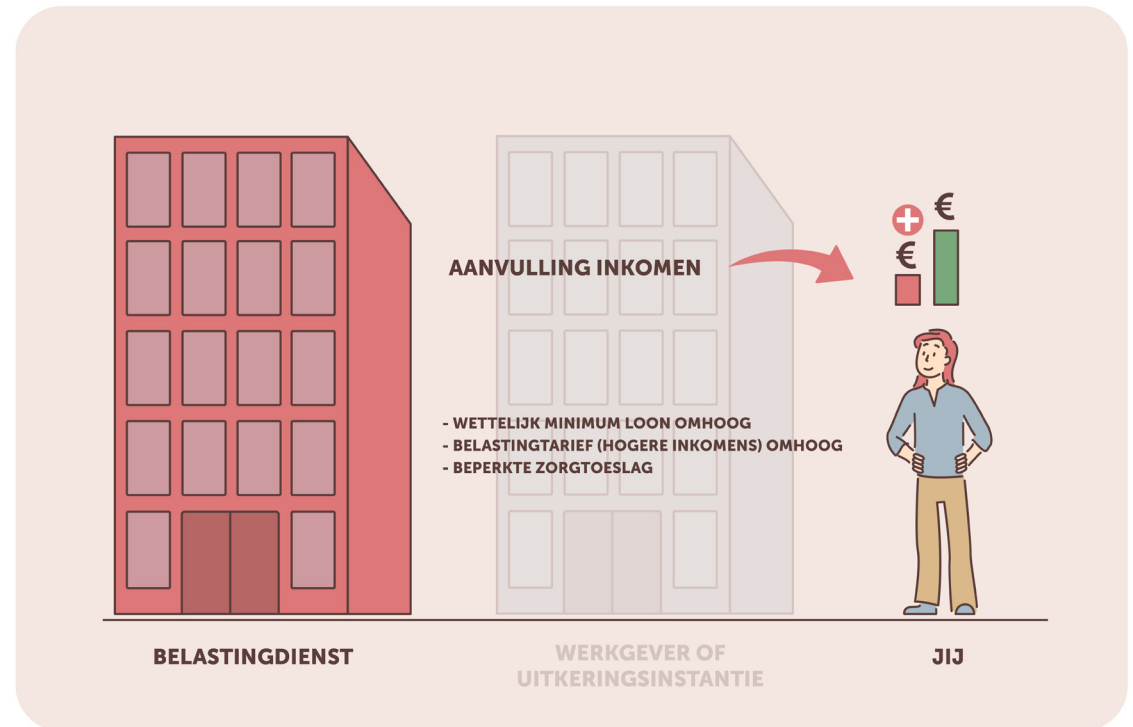 €
€
AANVULLING INKOMEN
- WETTELIJK MINIMUM LOON OMHOOG
- BELASTINGTARIEF (HOGERE INKOMENS) OMHOOG
- BEPERKTE ZORGTOESLAG
BELASTINGDIENST
WERKGEVER OF
UITKERINGSINSTANTIE
JIJ